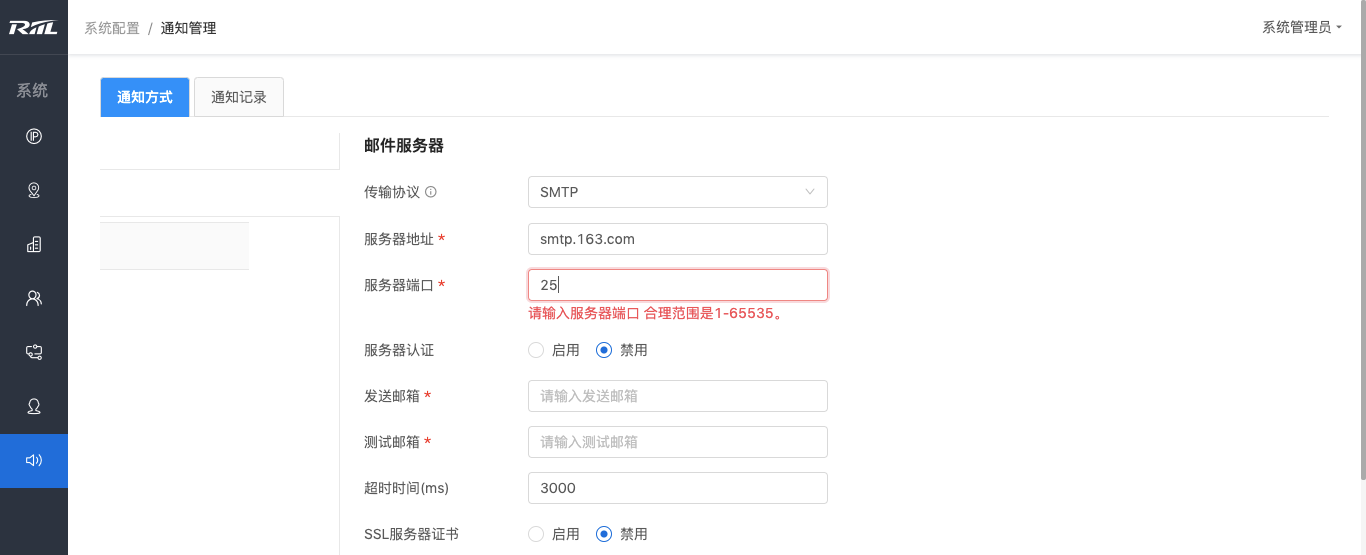 RIIL
系统配置 / 通知管理
系统管理员
系统
通知方式
通知记录
邮件服务器
传输协议
SMTP
服务器地址 *
smtp.163.com
服务器端口 *
25
请输入服务器端口 合理范围是1-65535。
服务器认证
启用
禁用
发送邮箱 *
请输入发送邮箱
测试邮箱 *
请输入测试邮箱
超时时间(ms)
3000
SSL服务器证书
启用
禁用